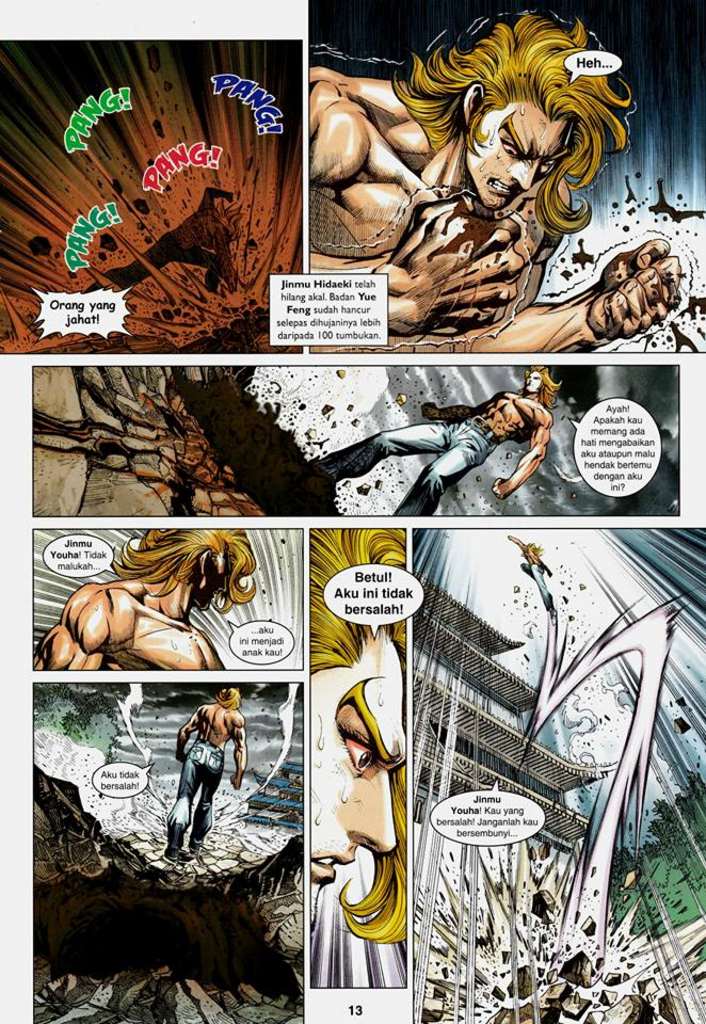 PANG!
PANG!
PANG!
PANG!
Orang yang
jahat!
Heh...
Jinmu Hidaeki telah
hilang akal. Badan Yue
Feng sudah hancur
selepas dihujaninya lebih
daripada 100 tumbukan.
Ayah!
Apakah kau
memang ada
hati mengabaikan
aku ataupun malu
hendak bertemu
dengan aku
ini?
Jinmu
Youha! Tidak
malukah...
...aku
ini menjadi
anak kau!
Aku tidak
bersalah!
Betul!
Aku ini tidak
bersalah!
Jinmu
Youha! Kau yang
bersalah! Janganlah kau
bersembunyi...
13